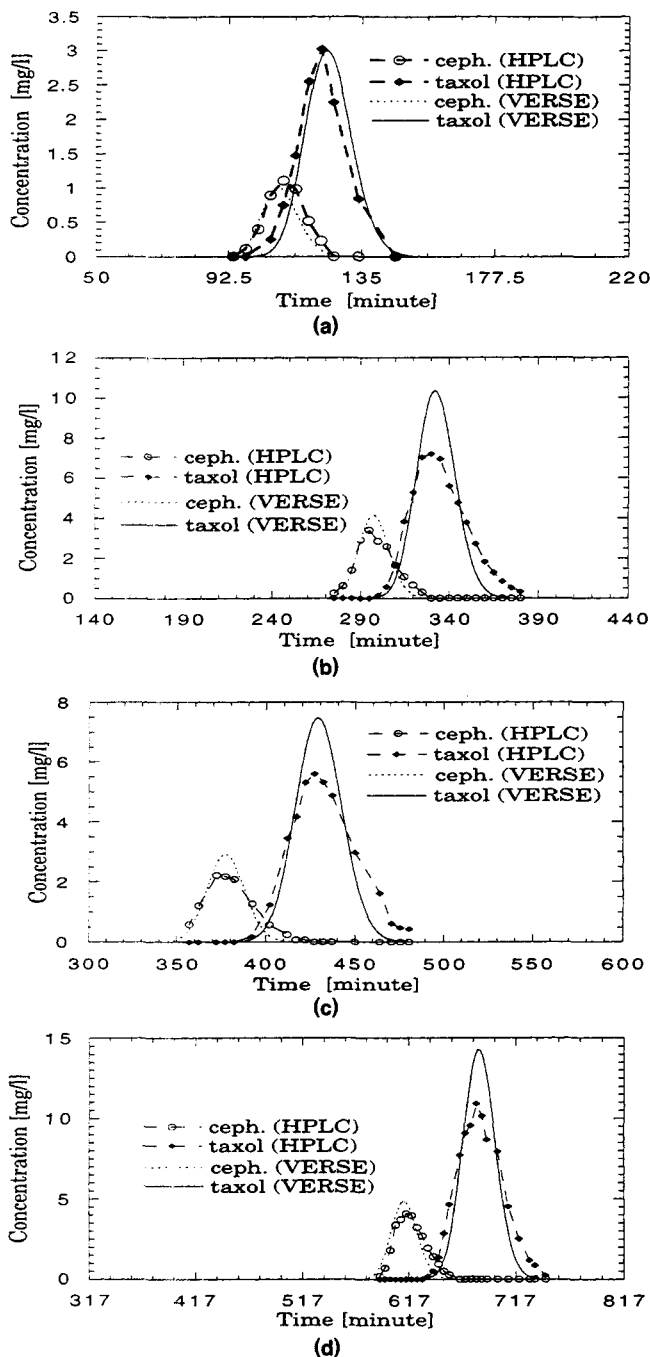 3.5
3
2.5
2
1.5
1
0.5
0
Concentration [mg/l]
ceph. (HPLC)
taxol (HPLC)
ceph. (VERSE)
taxol (VERSE)
50 92.5 135 177.5 220
Time [minute]
(a)
12
10
8
6
4
2
0
Concentration [mg/l]
ceph. (HPLC)
taxol (HPLC)
ceph. (VERSE)
taxol (VERSE)
140 190 240 290 340 390 440
Time [minute]
(b)
8
6
4
2
0
Concentration [mg/l]
ceph. (HPLC)
taxol (HPLC)
ceph. (VERSE)
taxol (VERSE)
300 350 400 450 500 550 600
Time [minute]
(c)
15
10
5
0
Concentration [mg/l]
ceph. (HPLC)
taxol (HPLC)
ceph. (VERSE)
taxol (VERSE)
317 417 517 617 717 817
Time [minute]
(d)